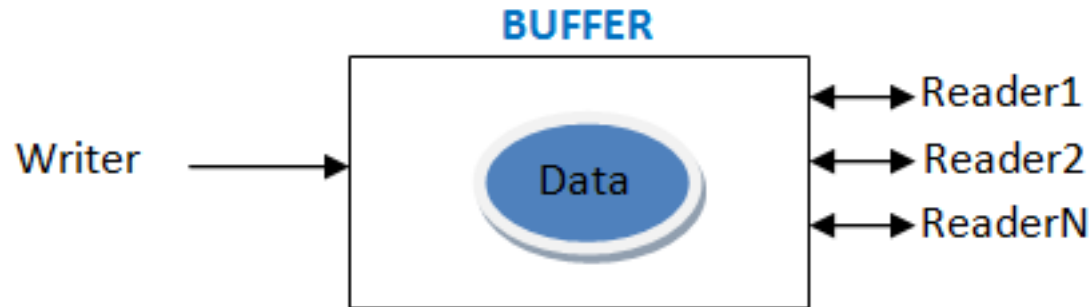 BUFFER
Writer
Data
Reader1
Reader2
ReaderN